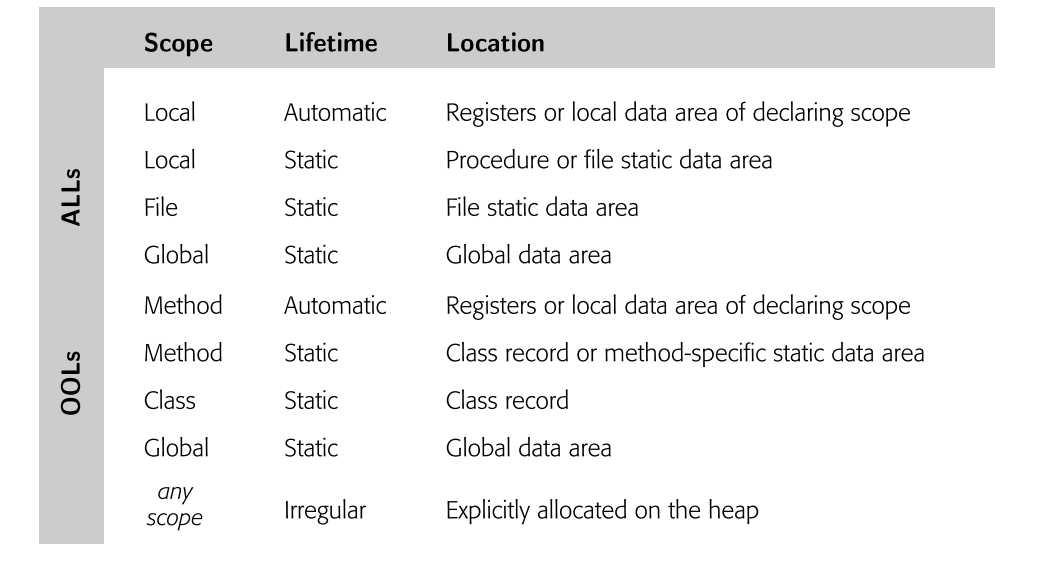 Scope Lifetime Location
ALLs
Local Automatic Registers or local data area of declaring scope
Local Static Procedure or file static data area
File Static File static data area
Global Static Global data area
OOLs
Method Automatic Registers or local data area of declaring scope
Method Static Class record or method-specific static data area
Class Static Class record
Global Static Global data area
any
scope Irregular Explicitly allocated on the heap